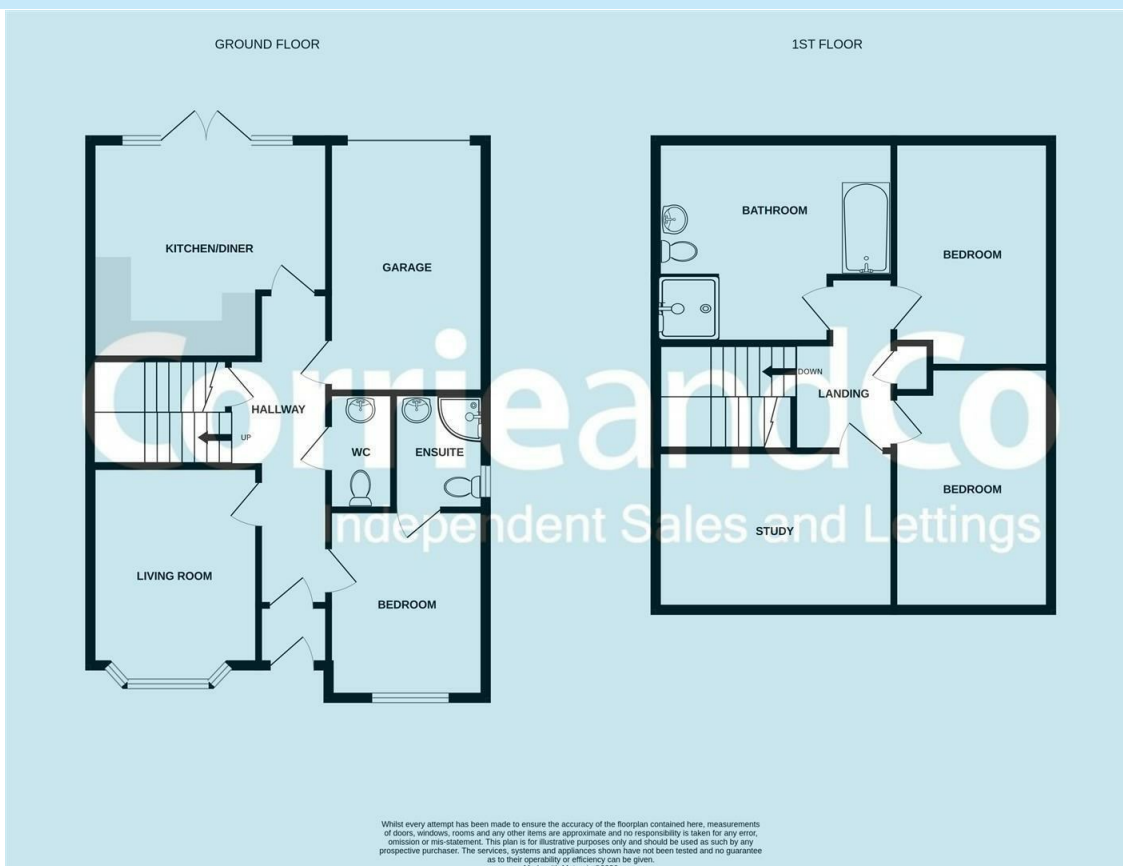 GROUND FLOOR
1ST FLOOR
KITCHEN/DINER
GARAGE
HALLWAY
UP
WC
ENSUITE
LIVING ROOM
BEDROOM
BATHROOM
BEDROOM
DOWN
LANDING
BEDROOM
STUDY
CorrieandCo
Independent Sales and Lettings
Whilst every attempt has been made to ensure the accuracy of the floorplan contained here, measurements
of doors, windows, rooms and any other items are approximate and no responsibility is taken for any error,
omission or mis-statement. This plan is for illustrative purposes only and should be used as such by any
prospective purchaser. The services, systems and appliances shown have not been tested and no guarantee
as to their operability or efficiency can be given.